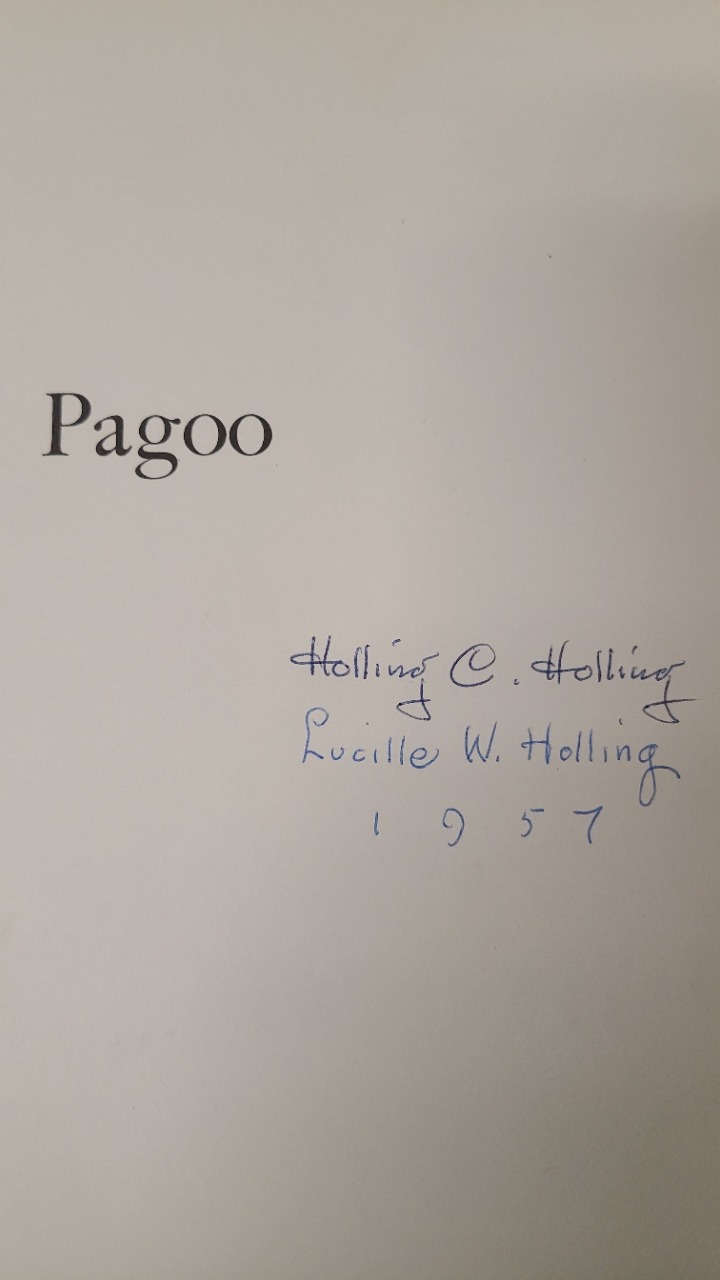 Pagoo
Holling C. Holling
Lucille W. Holling
1957